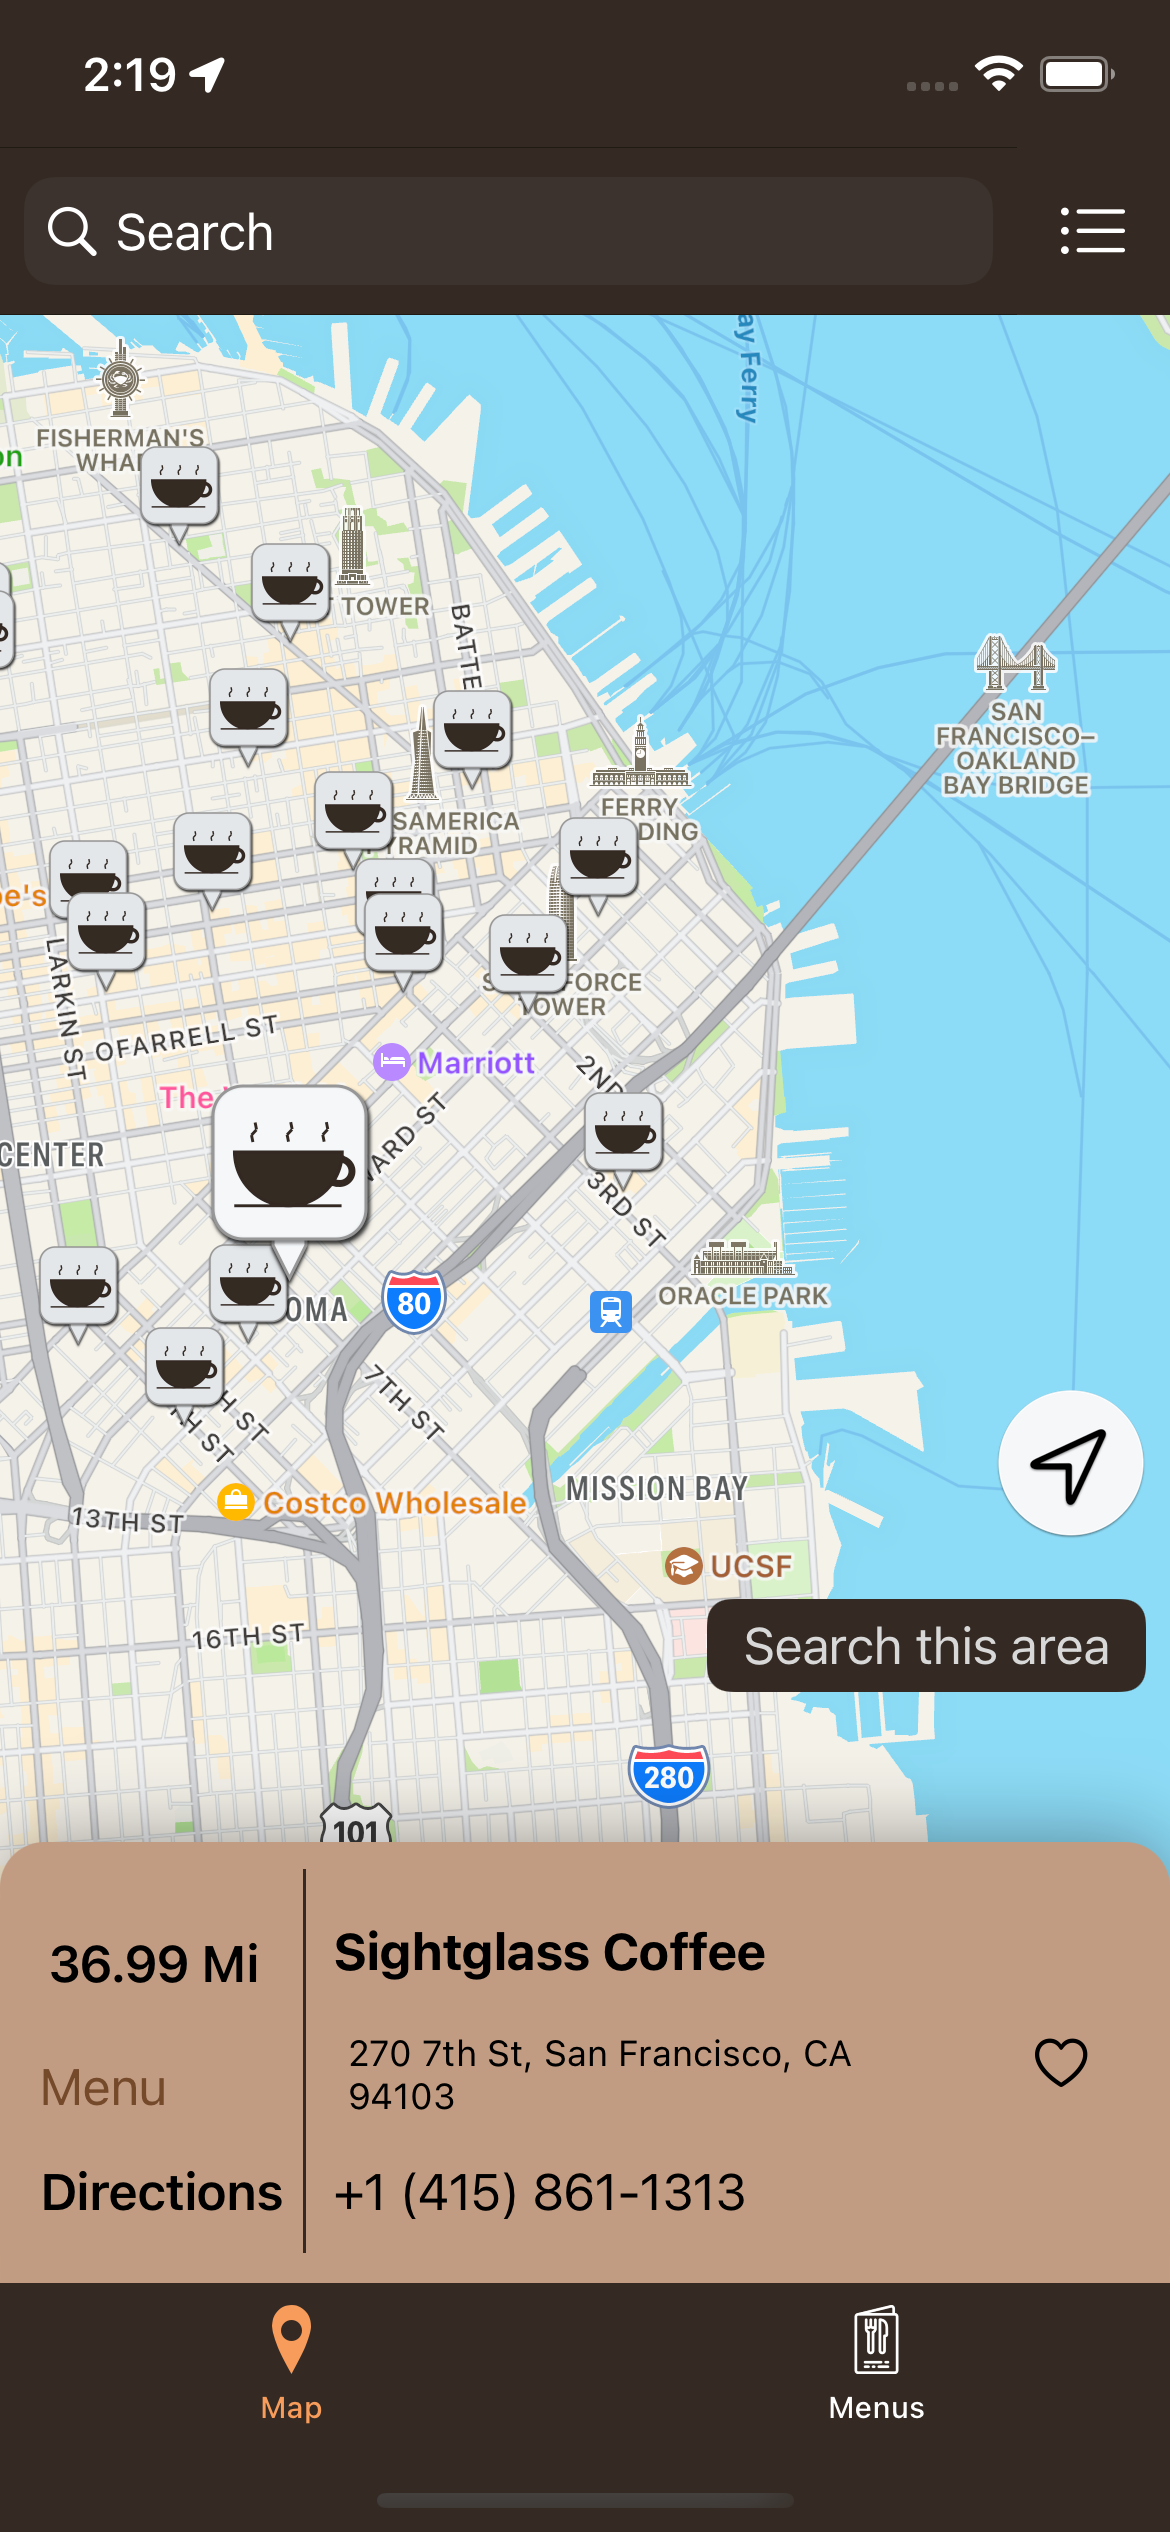 2:19
Search
ay Ferry
FISHERMAN'S
WHA
on
TOWER
BATTE
SAN
FRANCISCO–
OAKLAND
BAY BRIDGE
FERRY
DING
SAMERICA
YRAMID
oe's
LARKIN ST
S FORCE
TOWER
OFARRELL ST
Marriott
2ND
The
ARD ST
CENTER
3RD ST
OMA
80
ORACLE PARK
7TH ST
H ST
H ST
MISSION BAY
Costco Wholesale
13TH ST
UCSF
16TH ST
Search this area
280
101
36.99 Mi
Sightglass Coffee
270 7th St, San Francisco, CA
94103
Menu
Directions
+1 (415) 861-1313
Map
Menus